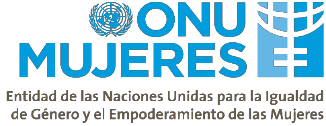 ONU
MUJERES
Entidad de las Naciones Unidas para la Igualdad
de Género y el Empoderamiento de las Mujeres